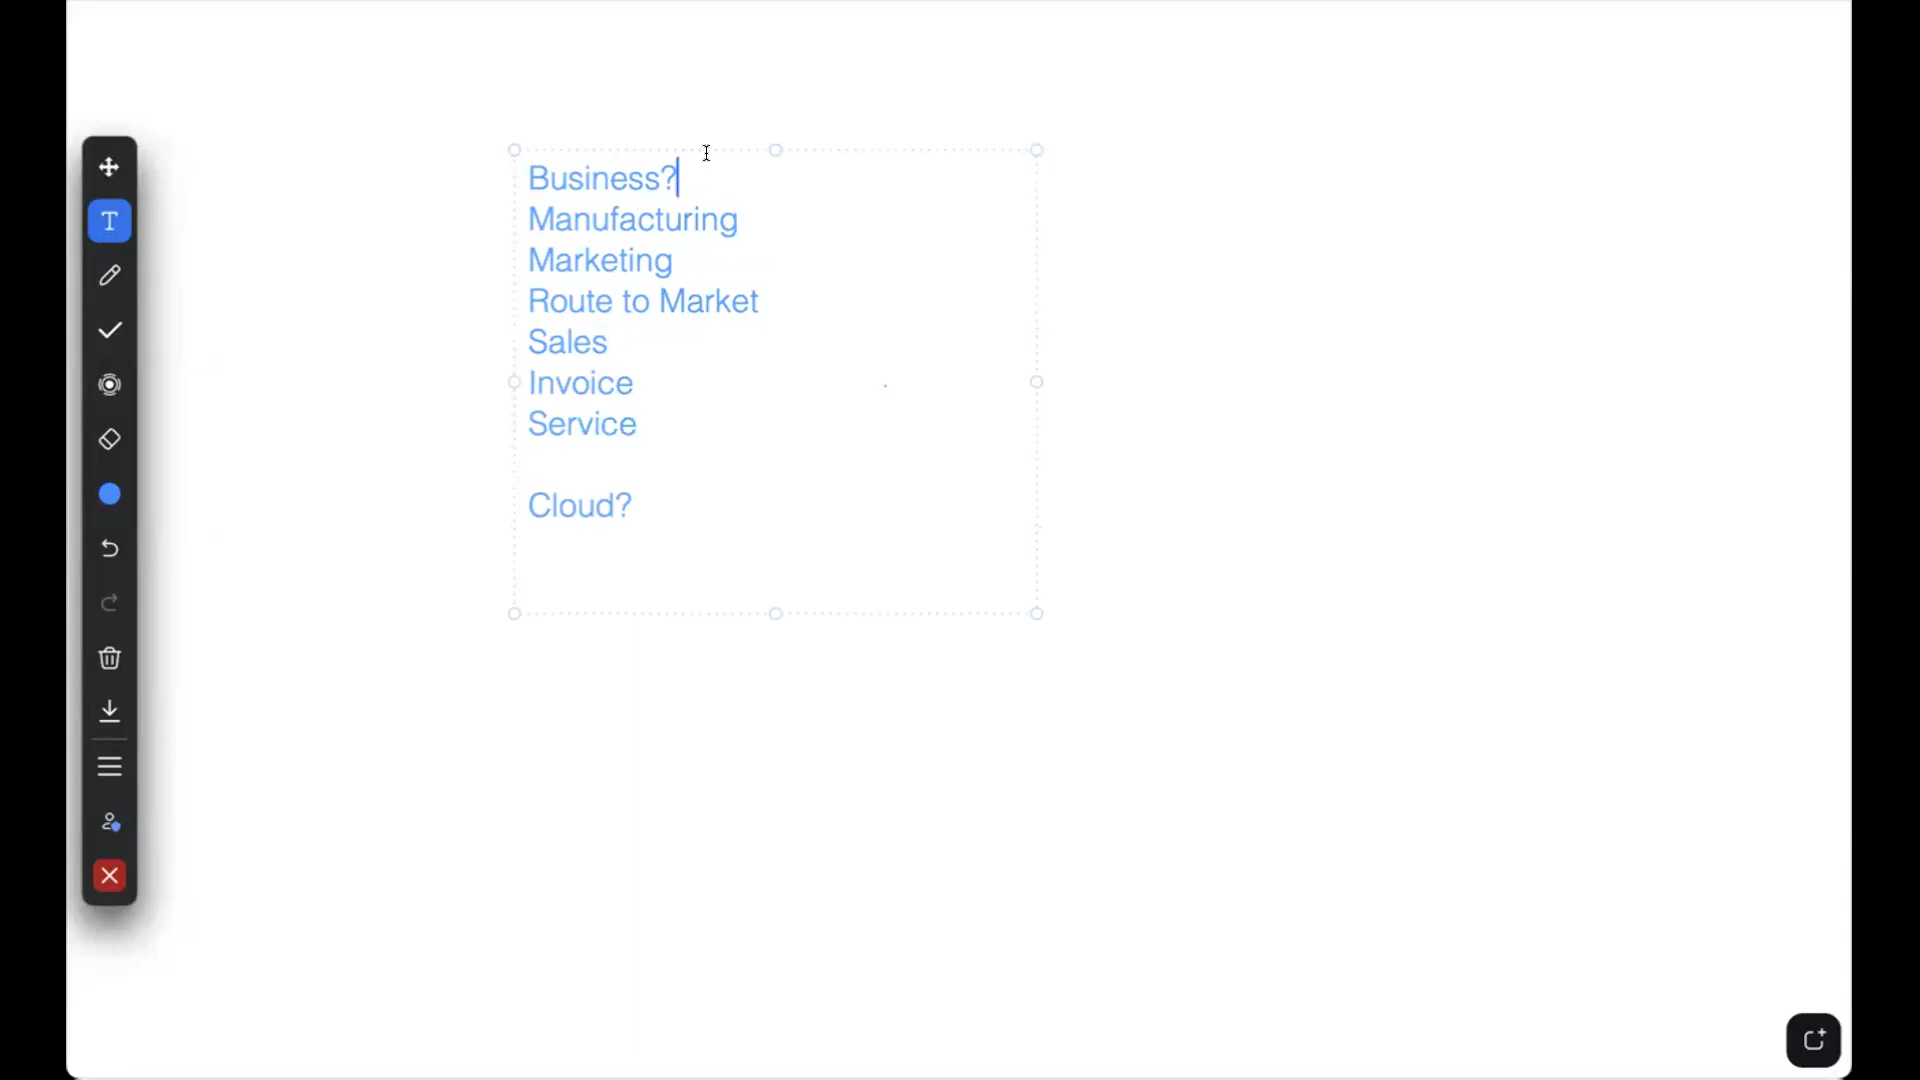 Business?
Manufacturing
Marketing
Route to Market
Sales
Invoice
Service
Cloud?